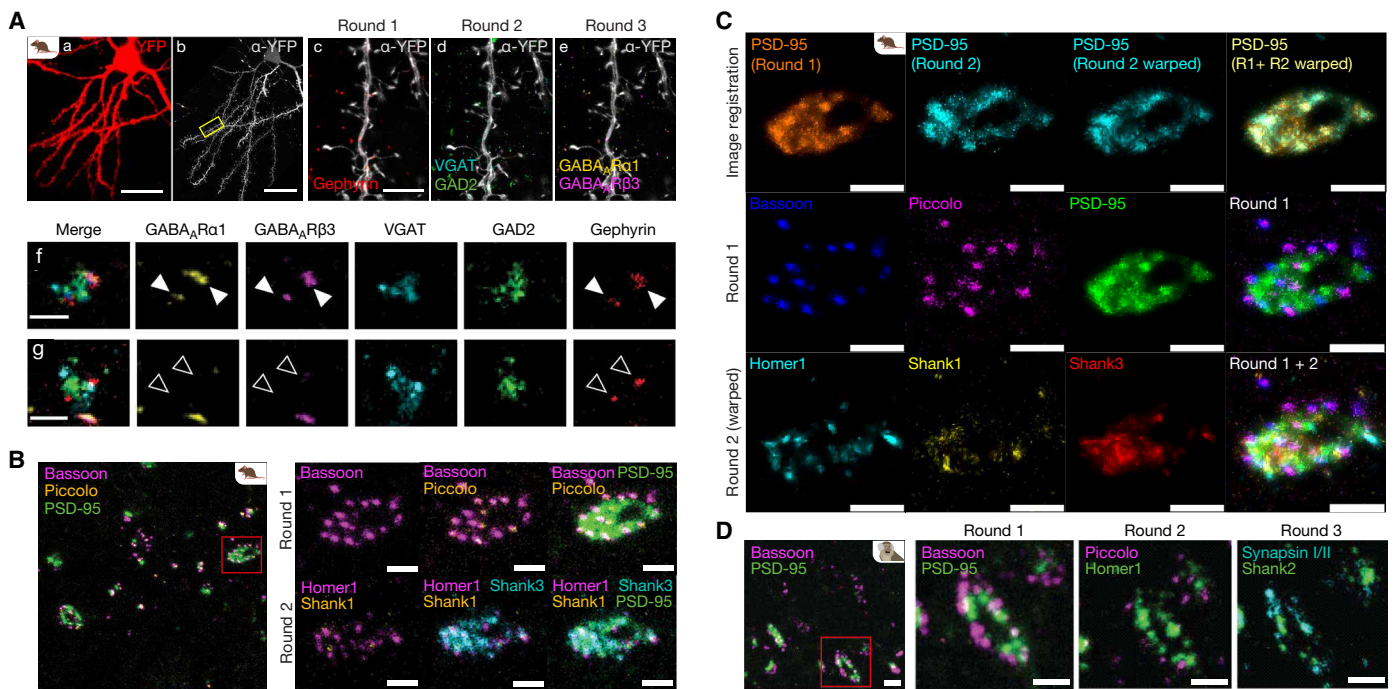 A
Round 1
Round 2
Round 3
a
YFP
b
α-YFP
c
α-YFP
d
α-YFP
e
α-YFP
Gephyrin
VGAT
GAD2
GABAARα1
GABAARβ3
Merge
GABAARα1
GABAARβ3
VGAT
GAD2
Gephyrin
f
g
B
Bassoon
Piccolo
PSD-95
Round 1
Bassoon
Bassoon
Piccolo
Bassoon PSD-95
Piccolo
Round 2
Homer1
Shank1
Homer1 Shank3
Shank1
Homer1 Shank3
Shank1 PSD-95
C
Image registration
PSD-95
(Round 1)
PSD-95
(Round 2)
PSD-95
(Round 2 warped)
PSD-95
(R1+ R2 warped)
Round 1
Bassoon
Piccolo
PSD-95
Round 1
Round 2 (warped)
Homer1
Shank1
Shank3
Round 1 + 2
D
Round 1
Round 2
Round 3
Bassoon
PSD-95
Bassoon
PSD-95
Piccolo
Homer1
Synapsin I/II
Shank2